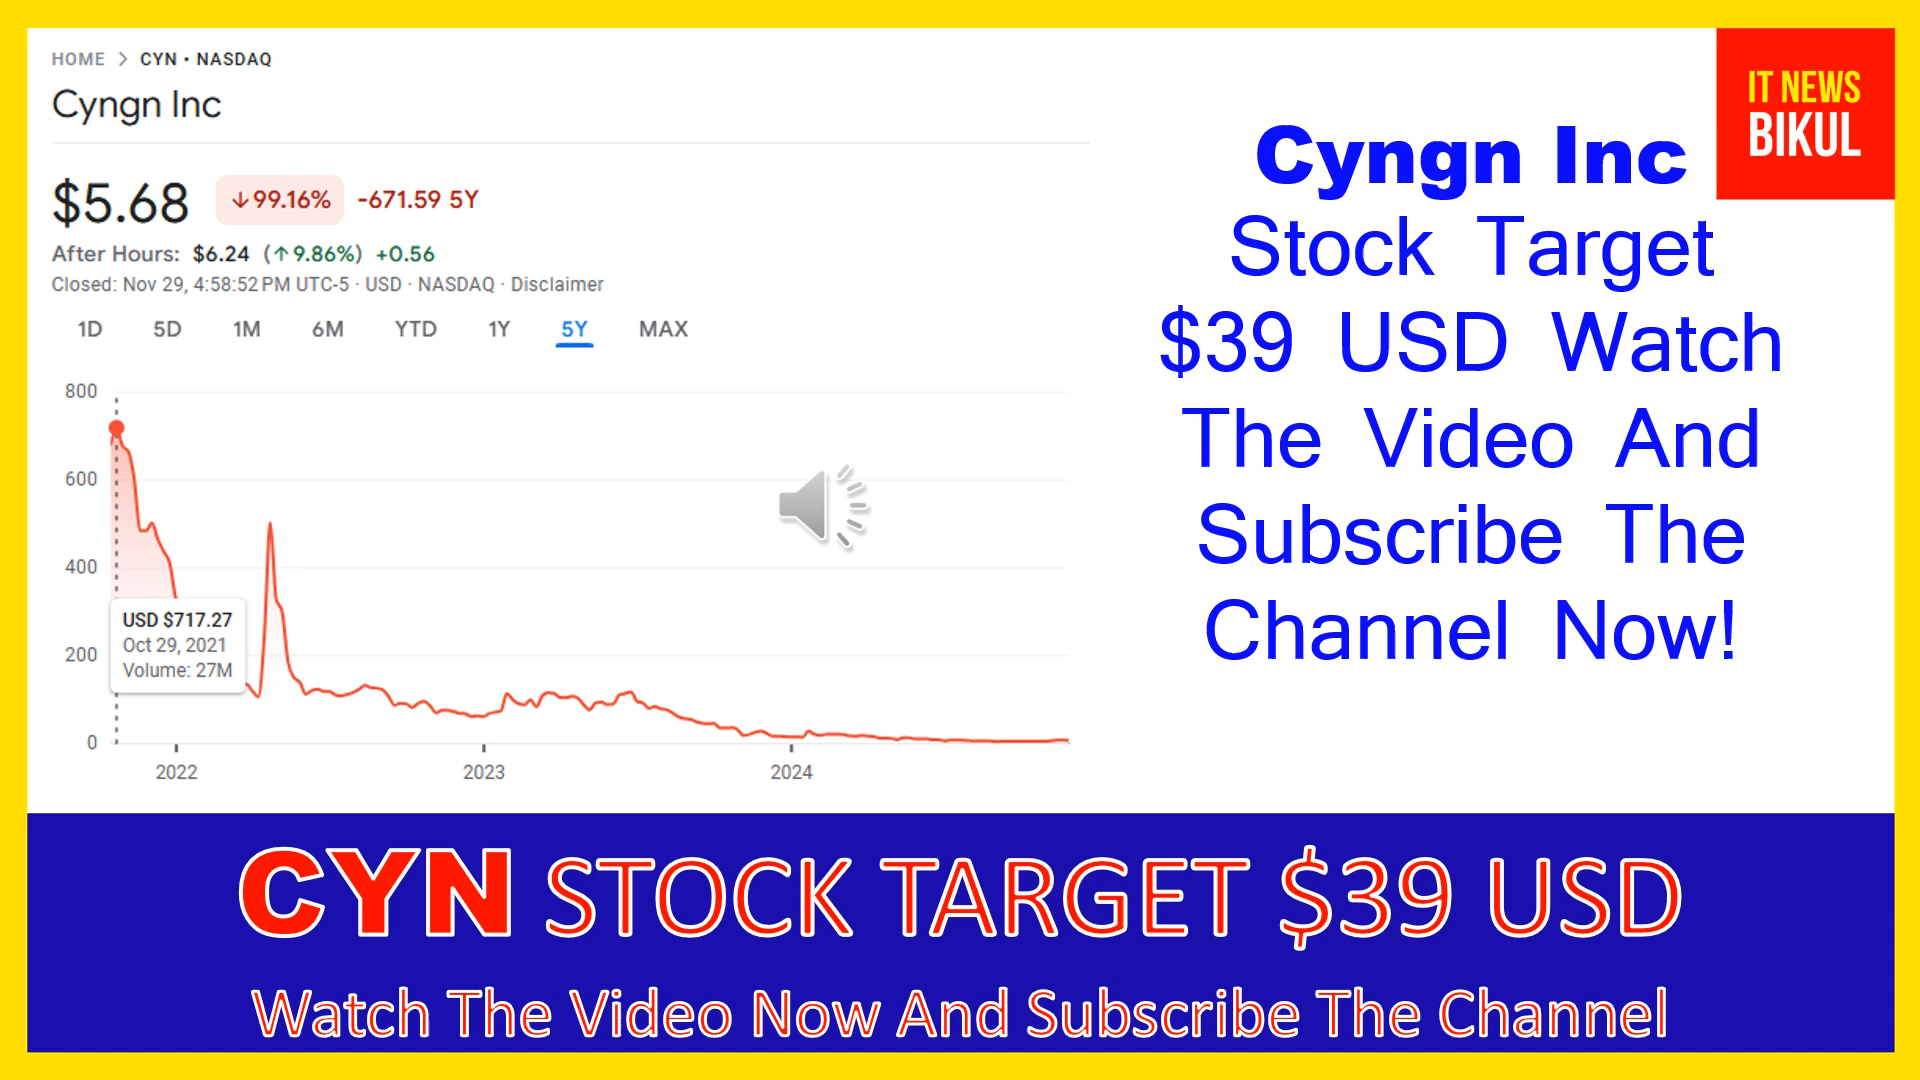 HOME > CYN • NASDAQ
Cyngn Inc
$5.68 ↓99.16% -671.59 5Y
After Hours: $6.24 (↑9.86%) +0.56
Closed: Nov 29, 4:58:52 PM UTC-5 · USD · NASDAQ · Disclaimer
1D 5D 1M 6M YTD 1Y 5Y MAX
800
600
400
200
0
USD $717.27
Oct 29, 2021
Volume: 27M
2022 2023 2024
IT NEWS
BIKUL
Cyngn Inc
Stock Target
$39 USD Watch
The Video And
Subscribe The
Channel Now!
CYN STOCK TARGET $39 USD
Watch The Video Now And Subscribe The Channel